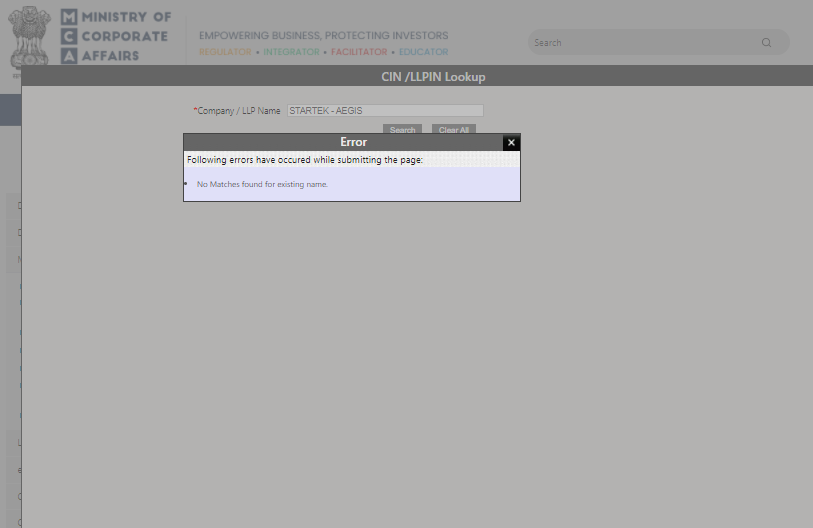 MINISTRY OF
CORPORATE
AFFAIRS
MCA
EMPOWERING BUSINESS, PROTECTING INVESTORS
REGULATOR • INTEGRATOR • FACILITATOR • EDUCATOR
Search
CIN /LLPIN Lookup
*Company / LLP Name STARTEK - AEGIS
Search Clear All
Error
×
Following errors have occured while submitting the page:
• No Matches found for existing name.